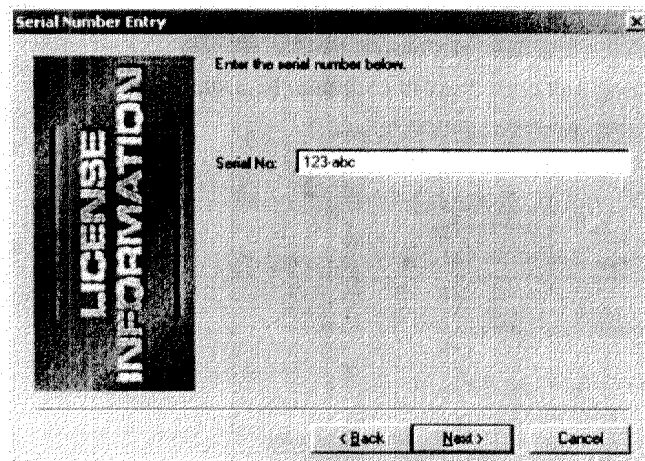 Serial Number Entry
Enter the serial number below.
LICENSE
INFORMATION
Serial No:
123-abc
< Back
Next >
Cancel